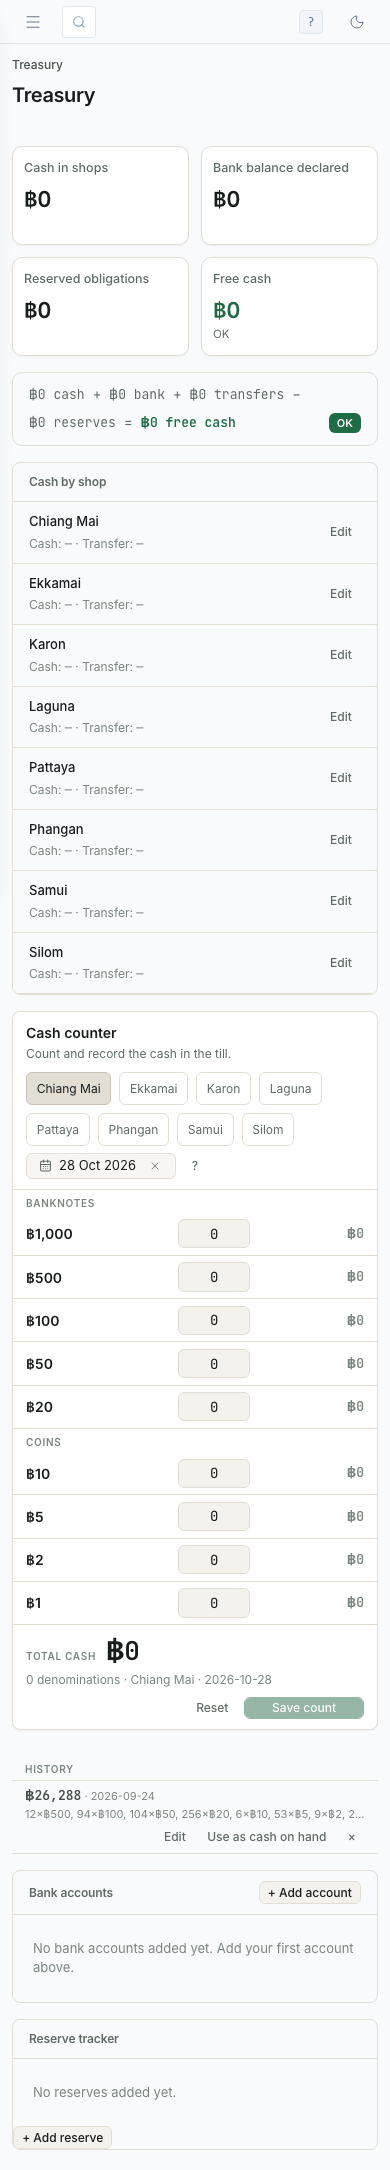 ?
Treasury
Treasury
Cash in shops
฿0
Bank balance declared
฿0
Reserved obligations
฿0
Free cash
฿0
OK
฿0 cash + ฿0 bank + ฿0 transfers −
฿0 reserves = ฿0 free cash
OK
Cash by shop
Chiang Mai
Cash: — · Transfer: —
Edit
Ekkamai
Cash: — · Transfer: —
Edit
Karon
Cash: — · Transfer: —
Edit
Laguna
Cash: — · Transfer: —
Edit
Pattaya
Cash: — · Transfer: —
Edit
Phangan
Cash: — · Transfer: —
Edit
Samui
Cash: — · Transfer: —
Edit
Silom
Cash: — · Transfer: —
Edit
Cash counter
Count and record the cash in the till.
Chiang Mai Ekkamai Karon Laguna
Pattaya Phangan Samui Silom
28 Oct 2026 × ?
BANKNOTES
฿1,000 0 ฿0
฿500 0 ฿0
฿100 0 ฿0
฿50 0 ฿0
฿20 0 ฿0
COINS
฿10 0 ฿0
฿5 0 ฿0
฿2 0 ฿0
฿1 0 ฿0
TOTAL CASH ฿0
0 denominations · Chiang Mai · 2026-10-28
Reset Save count
HISTORY
฿26,288 · 2026-09-24
12×฿500, 94×฿100, 104×฿50, 256×฿20, 6×฿10, 53×฿5, 9×฿2, 2…
Edit Use as cash on hand ×
Bank accounts
+ Add account
No bank accounts added yet. Add your first account
above.
Reserve tracker
No reserves added yet.
+ Add reserve